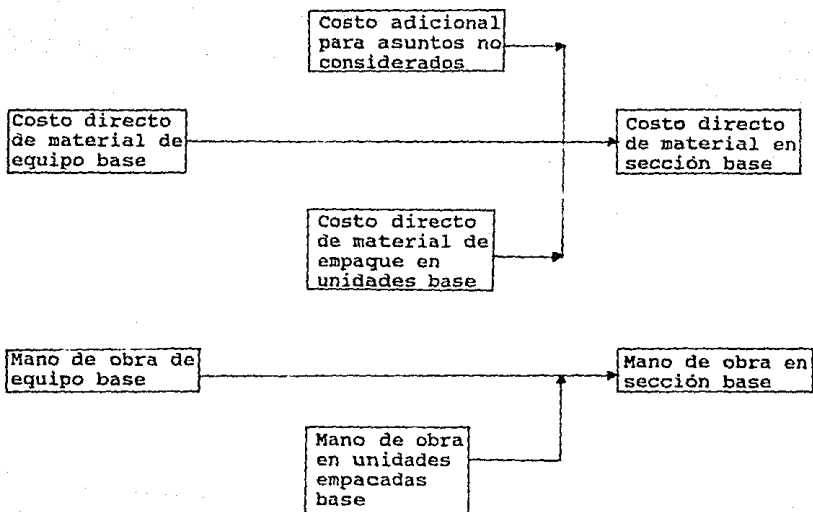 Costo adicional
para asuntos no
considerados
Costo directo
de material de
equipo base
Costo directo
de material en
sección base
Costo directo
de material de
empaque en
unidades base
Mano de obra de
equipo base
Mano de obra en
sección base
Mano de obra
en unidades
empacadas
base